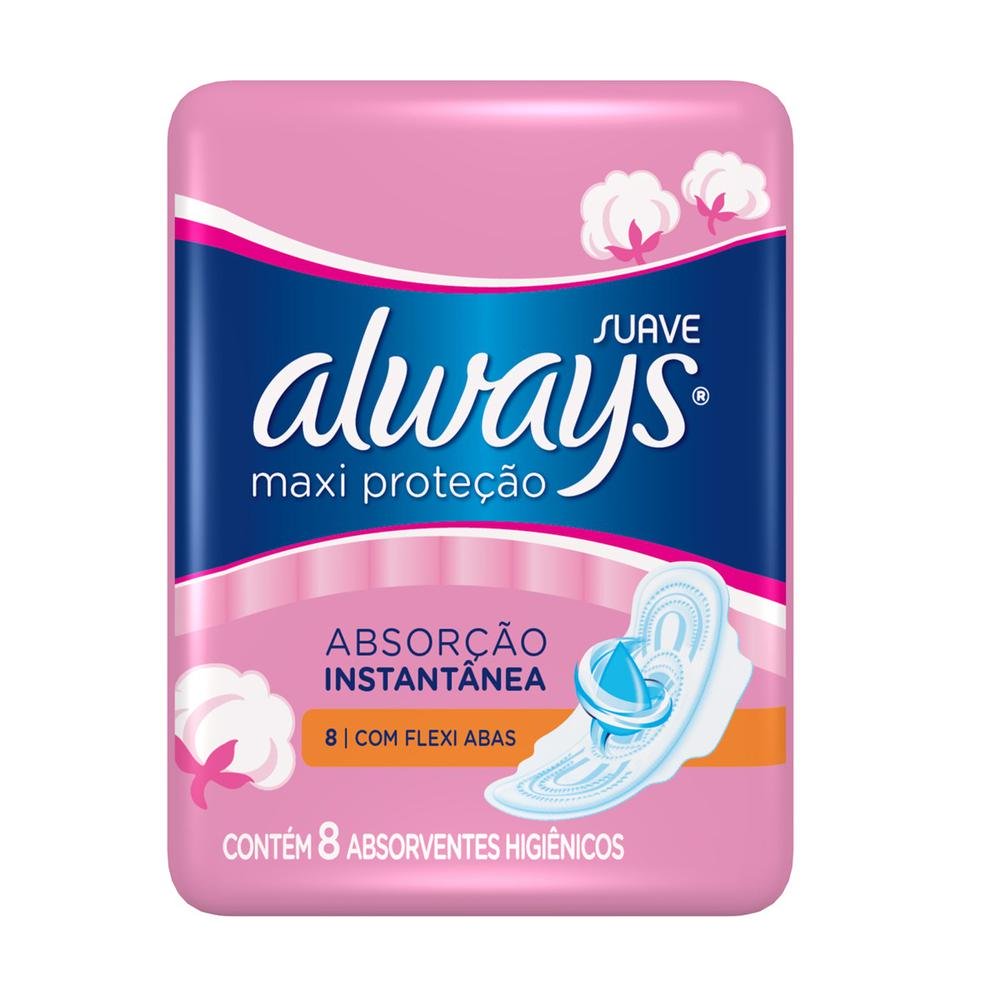 SUAVE
always®
maxi proteção
ABSORÇÃO
INSTANTÂNEA
8 | COM FLEXI ABAS
CONTÉM 8 ABSORVENTES HIGIÊNICOS